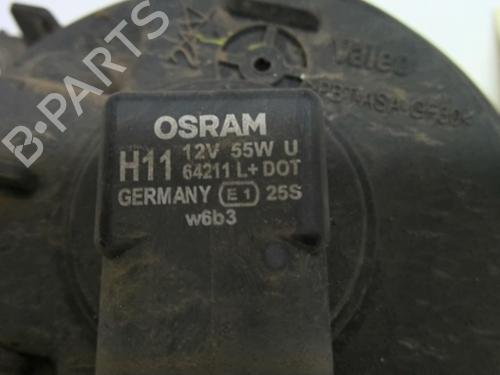 valeo
OSRAM
H11 12V 55W U
64211 L+ DOT
GERMANY E1 25S
w6b3
B-PARTS